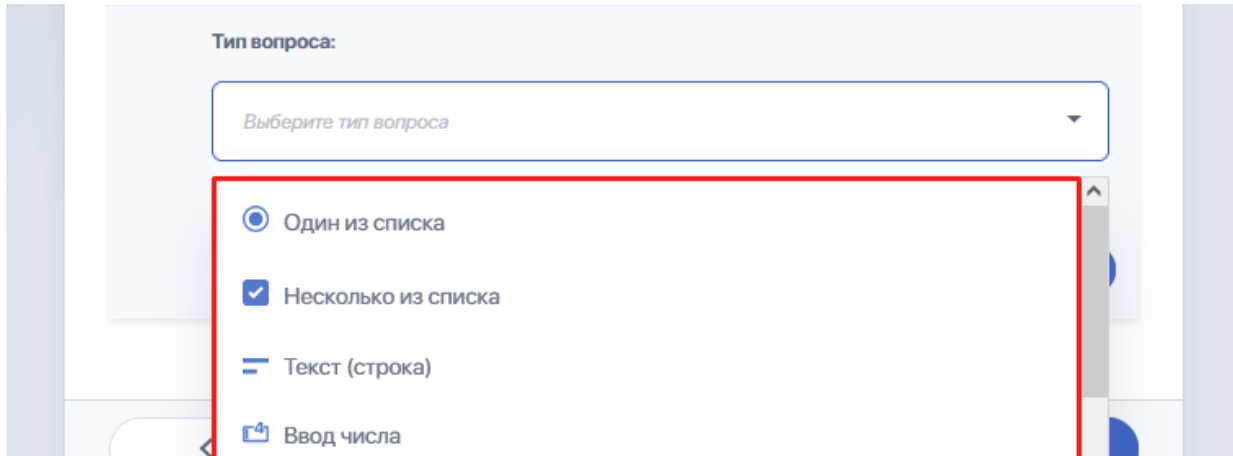 Тип вопроса:
Выберите тип вопроса
Один из списка
Несколько из списка
Текст (строка)
Ввод числа